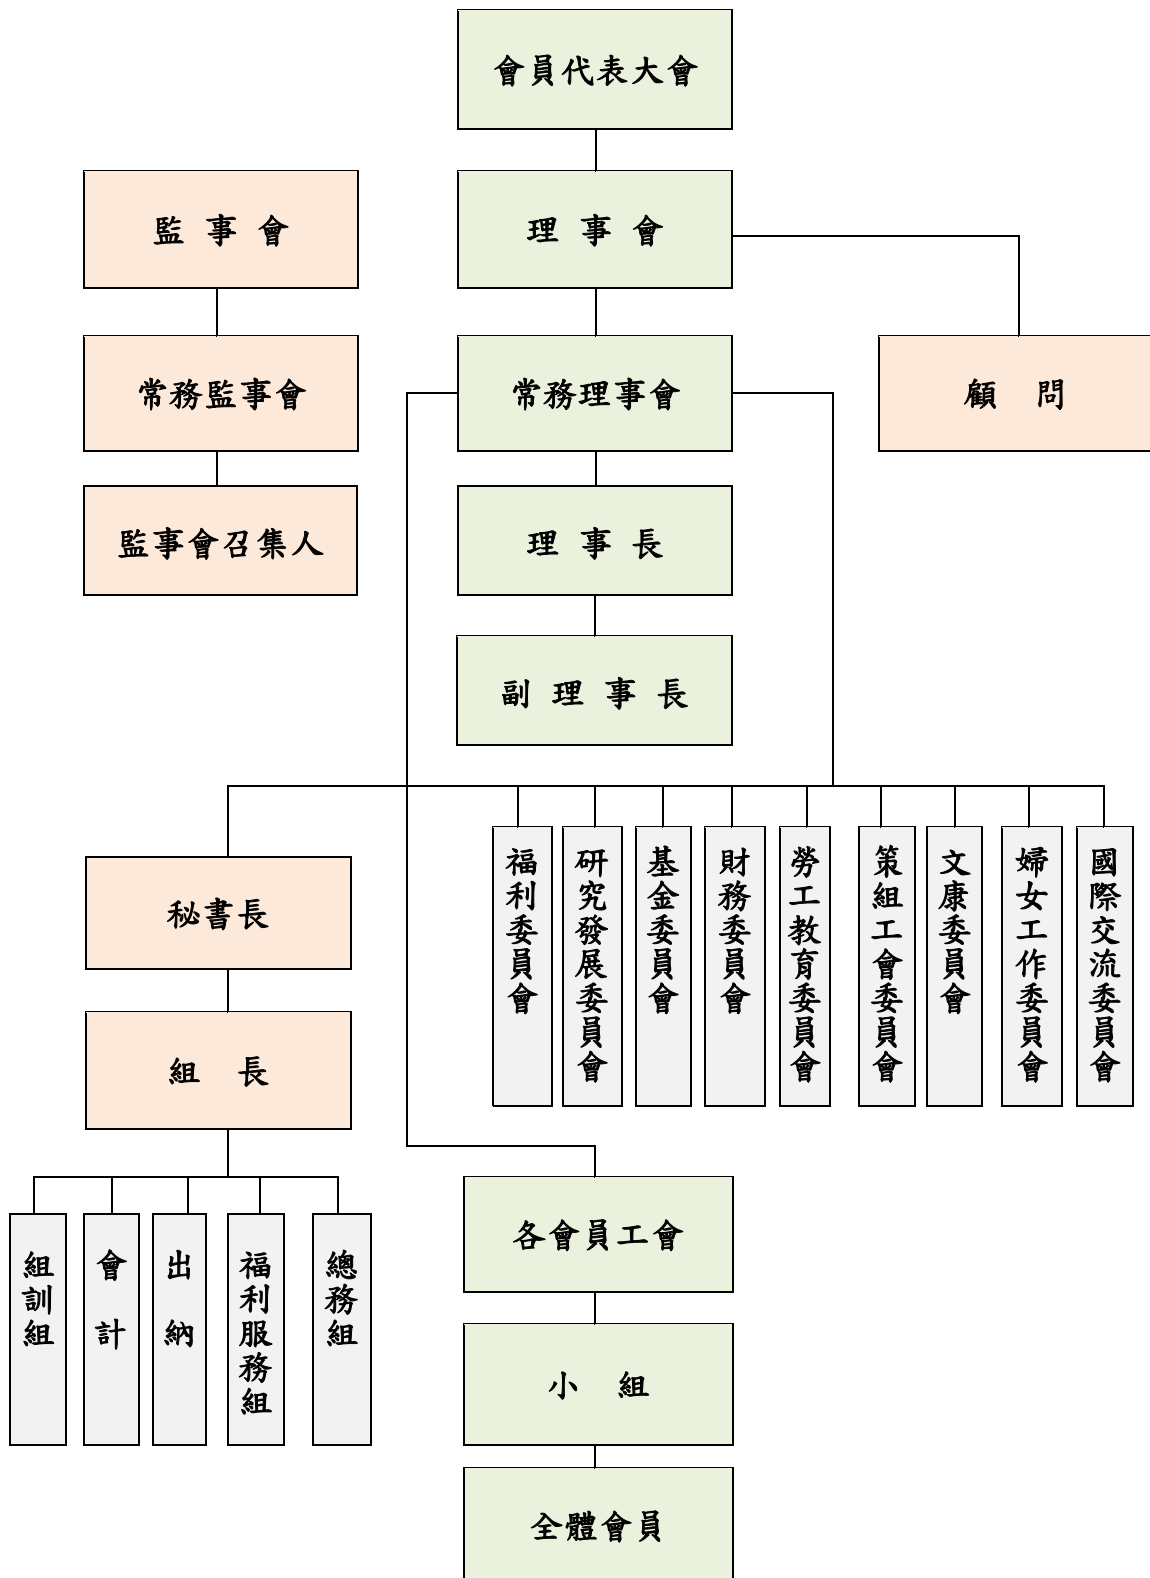 會員代表大會
監事會
理事會
常務監事會
常務理事會
顧問
監事會召集人
理事長
副理事長
秘書長
福利委員會
研究發展委員會
基金委員會
財務委員會
勞工教育委員會
策組工會委員會
文康委員會
婦女工作委員會
國際交流委員會
組長
各會員工會
組訓組
會計
出納
福利服務組
總務組
小組
全體會員